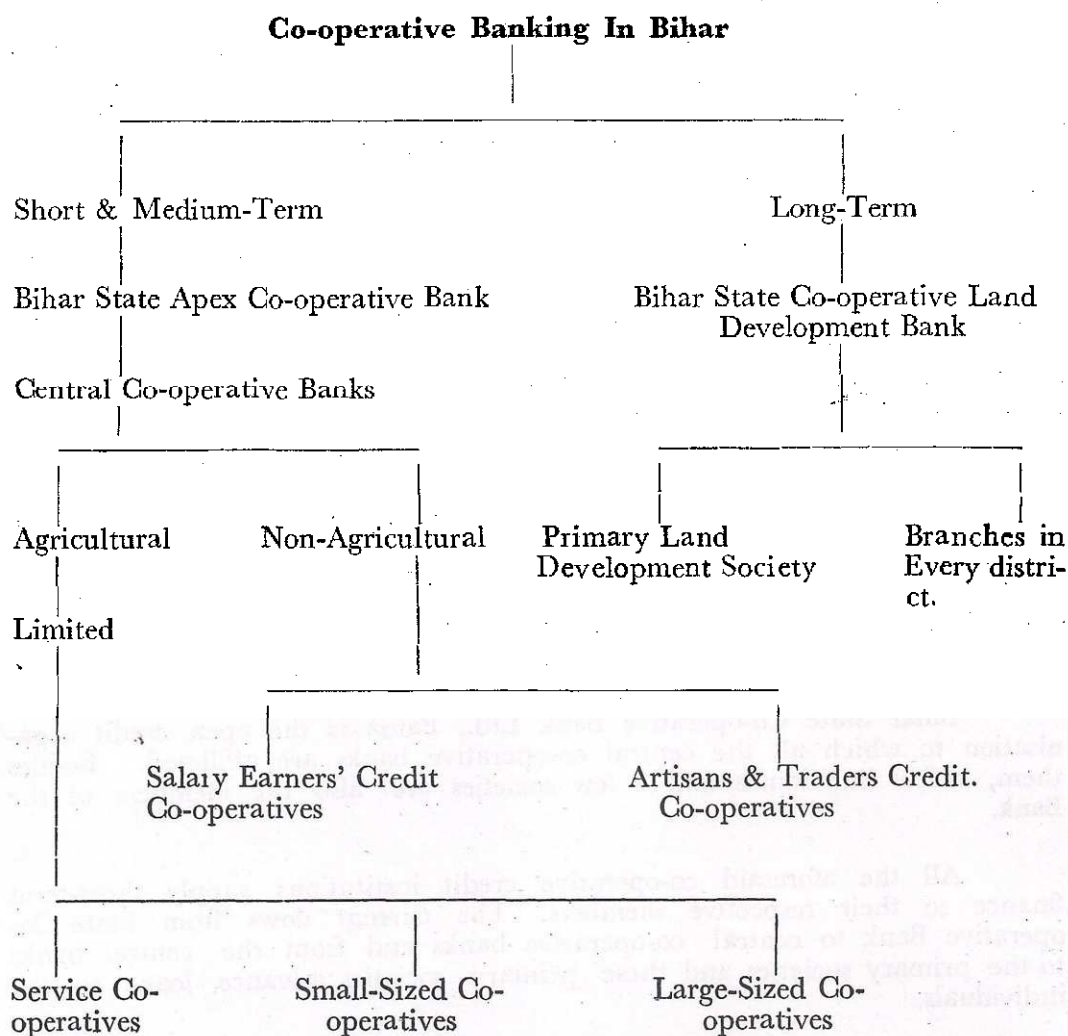 Co-operative Banking In Bihar
Short & Medium-Term
Long-Term
Bihar State Apex Co-operative Bank
Bihar State Co-operative Land
Development Bank
Central Co-operative Banks
Agricultural
Non-Agricultural
Primary Land
Development Society
Branches in
Every distri-
ct.
Limited
Salary Earners' Credit
Co-operatives
Artisans & Traders Credit.
Co-operatives
Service Co-
operatives
Small-Sized Co-
operatives
Large-Sized Co-
operatives